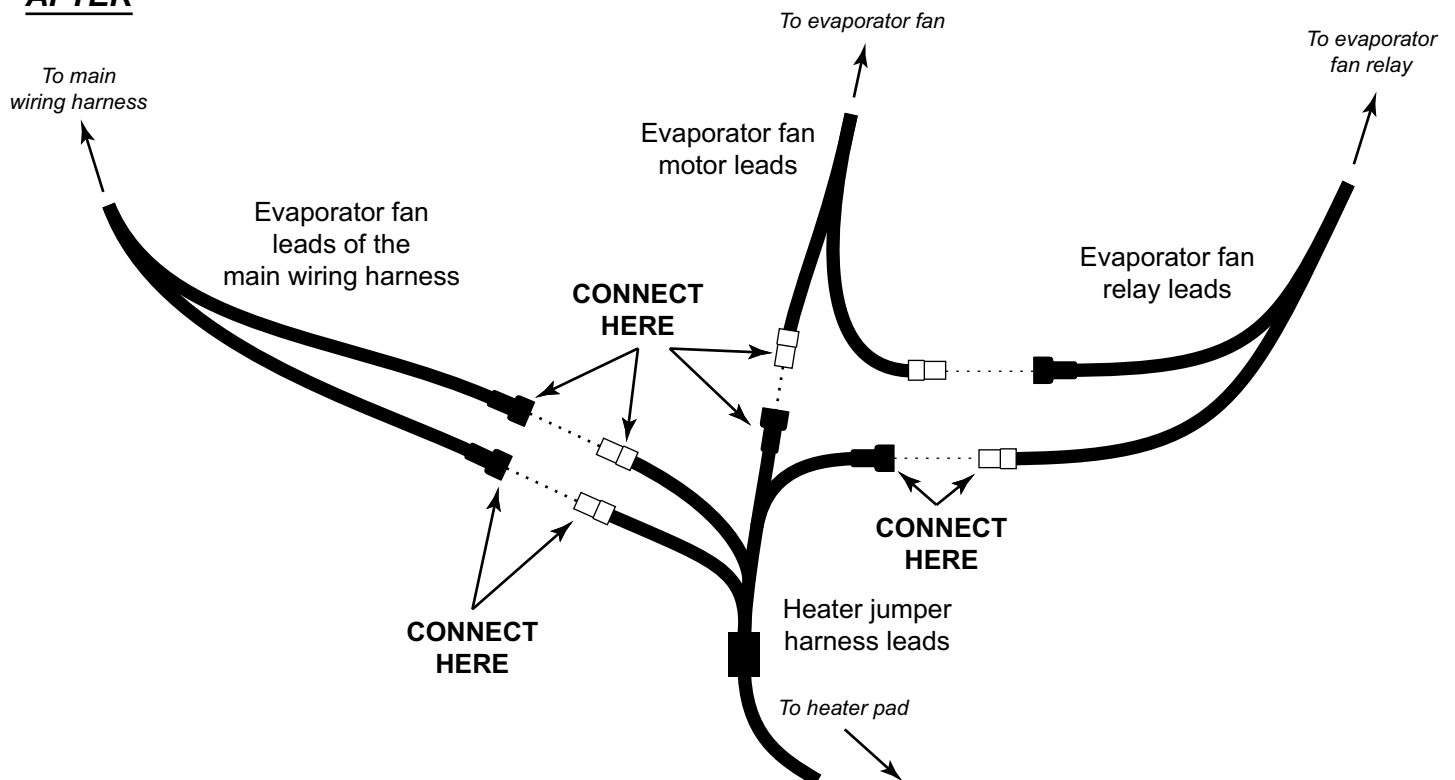 AFTER
To evaporator fan
To evaporator
fan relay
To main
wiring harness
Evaporator fan
motor leads
Evaporator fan
leads of the
main wiring harness
Evaporator fan
relay leads
CONNECT
HERE
CONNECT
HERE
Heater jumper
harness leads
CONNECT
HERE
To heater pad